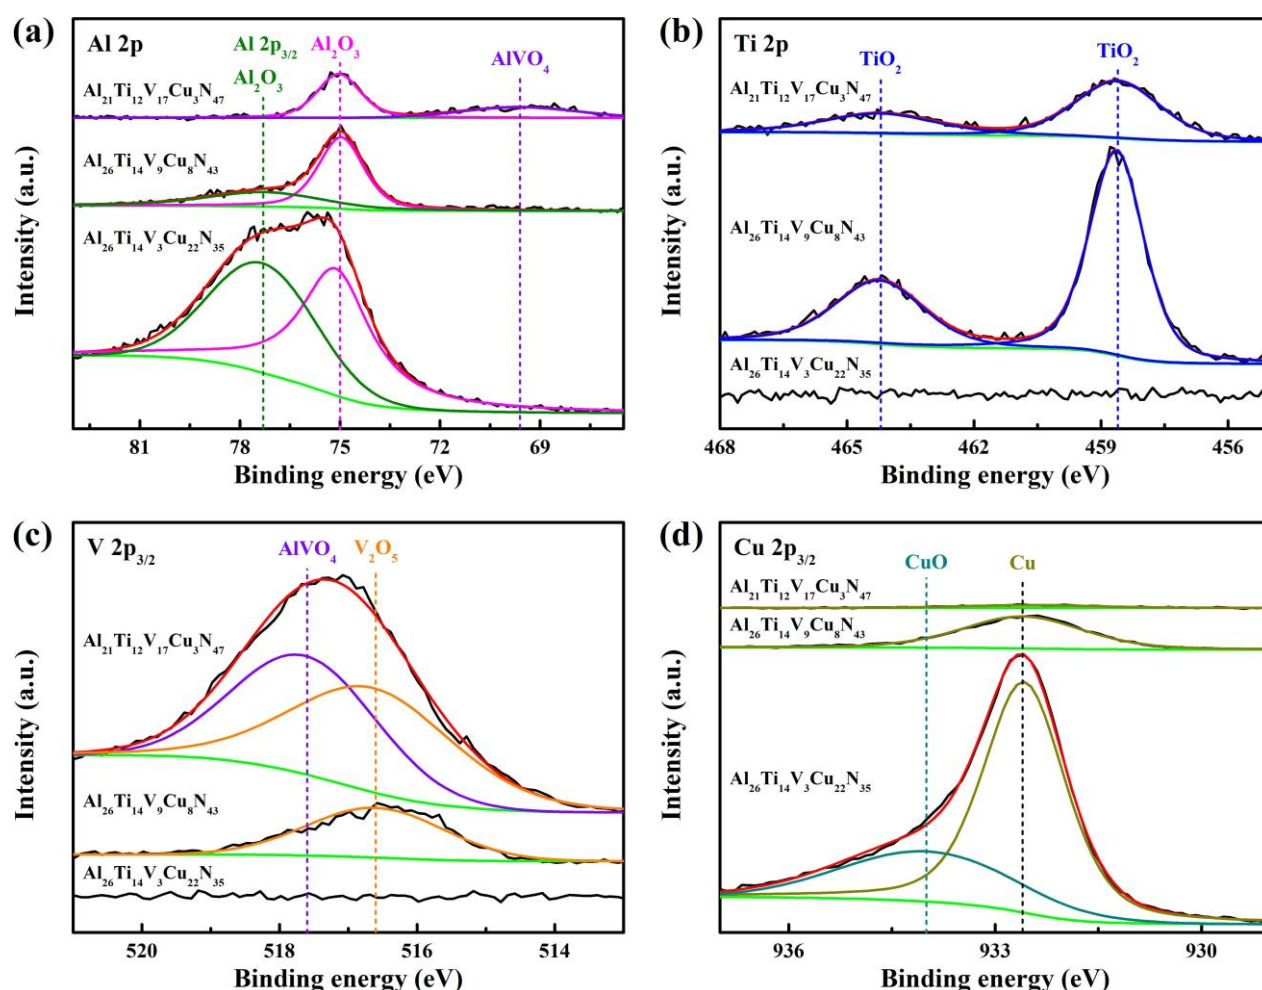 (a)
Al 2p
Al 2p₃/₂
Al₂O₃
Al₂O₃
AlVO₄
Al₂₁Ti₁₂V₁₇Cu₃N₄₇
Al₂₆Ti₁₄V₉Cu₈N₄₃
Al₂₆Ti₁₄V₃Cu₂₂N₃₅
Intensity (a.u.)
81 78 75 72 69
Binding energy (eV)
(b)
Ti 2p
TiO₂
TiO₂
Al₂₁Ti₁₂V₁₇Cu₃N₄₇
Al₂₆Ti₁₄V₉Cu₈N₄₃
Al₂₆Ti₁₄V₃Cu₂₂N₃₅
Intensity (a.u.)
468 465 462 459 456
Binding energy (eV)
(c)
V 2p₃/₂
AlVO₄
V₂O₅
Al₂₁Ti₁₂V₁₇Cu₃N₄₇
Al₂₆Ti₁₄V₉Cu₈N₄₃
Al₂₆Ti₁₄V₃Cu₂₂N₃₅
Intensity (a.u.)
520 518 516 514
Binding energy (eV)
(d)
Cu 2p₃/₂
CuO
Cu
Al₂₁Ti₁₂V₁₇Cu₃N₄₇
Al₂₆Ti₁₄V₉Cu₈N₄₃
Al₂₆Ti₁₄V₃Cu₂₂N₃₅
Intensity (a.u.)
936 933 930
Binding energy (eV)